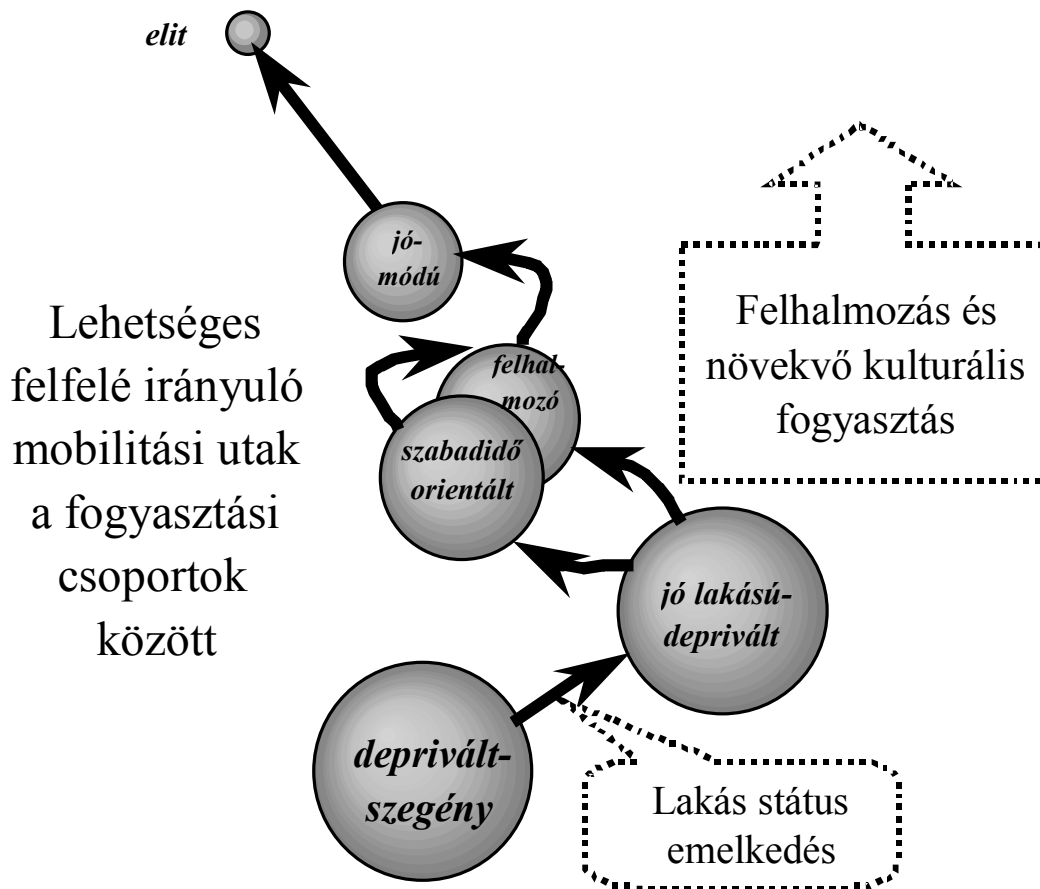 elit
jó-
módú
Lehetséges
felfelé irányuló
mobilitási utak
a fogyasztási
csoportok
között
felhal-
mozó
szabadidő
orientált
Felhalmozás és
növekvő kulturális
fogyasztás
jó lakású-
deprivált
deprivált-
szegény
Lakás státus
emelkedés